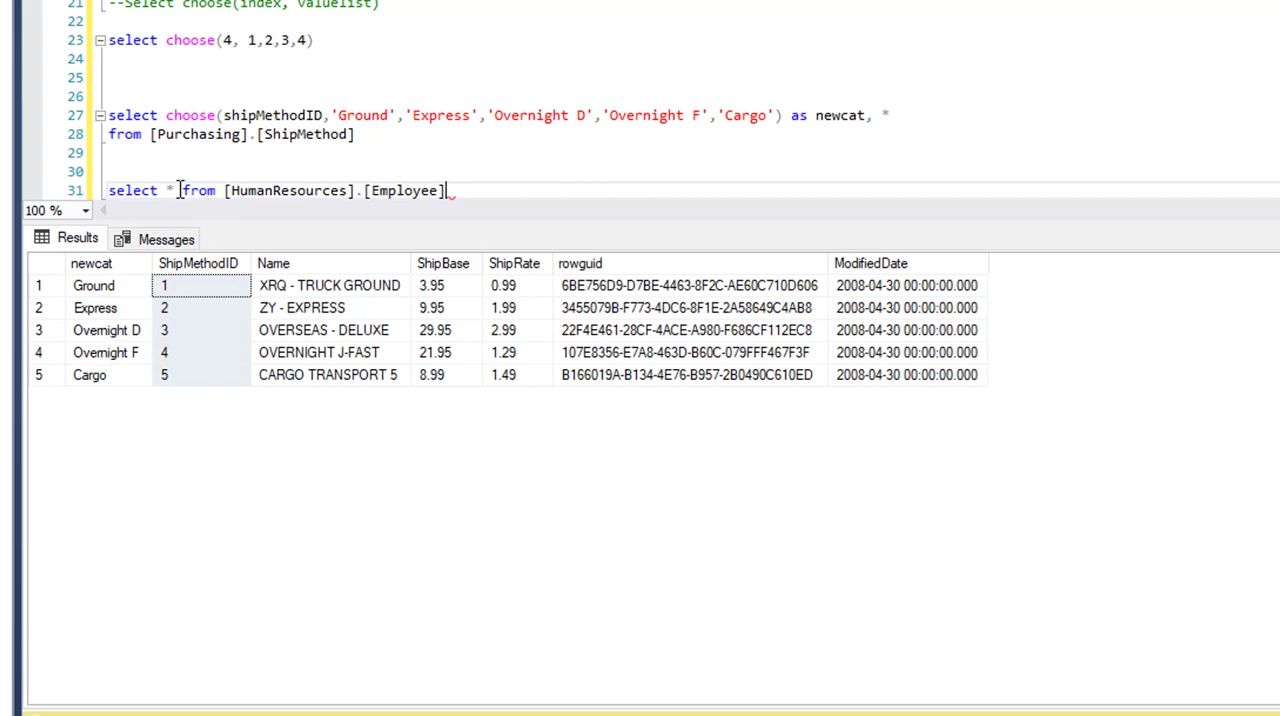 21 --Select choose(index, valuelist)
22
23 select choose(4, 1,2,3,4)
24
25
26
27 select choose(shipMethodID,'Ground','Express','Overnight D','Overnight F','Cargo') as newcat, *
28 from [Purchasing].[ShipMethod]
29
30
31 select * from [HumanResources].[Employee]
100 %
Results Messages
newcat ShipMethodID Name ShipBase ShipRate rowguid ModifiedDate
1 Ground 1 XRQ - TRUCK GROUND 3.95 0.99 6BE756D9-D7BE-4463-8F2C-AE60C710D606 2008-04-30 00:00:00.000
2 Express 2 ZY - EXPRESS 9.95 1.99 3455079B-F773-4DC6-8F1E-2A58649C4AB8 2008-04-30 00:00:00.000
3 Overnight D 3 OVERSEAS - DELUXE 29.95 2.99 22F4E461-28CF-4ACE-A980-F686CF112EC8 2008-04-30 00:00:00.000
4 Overnight F 4 OVERNIGHT J-FAST 21.95 1.29 107E8356-E7A8-463D-B60C-079FFF467F3F 2008-04-30 00:00:00.000
5 Cargo 5 CARGO TRANSPORT 5 8.99 1.49 B166019A-B134-4E76-B957-2B0490C610ED 2008-04-30 00:00:00.000